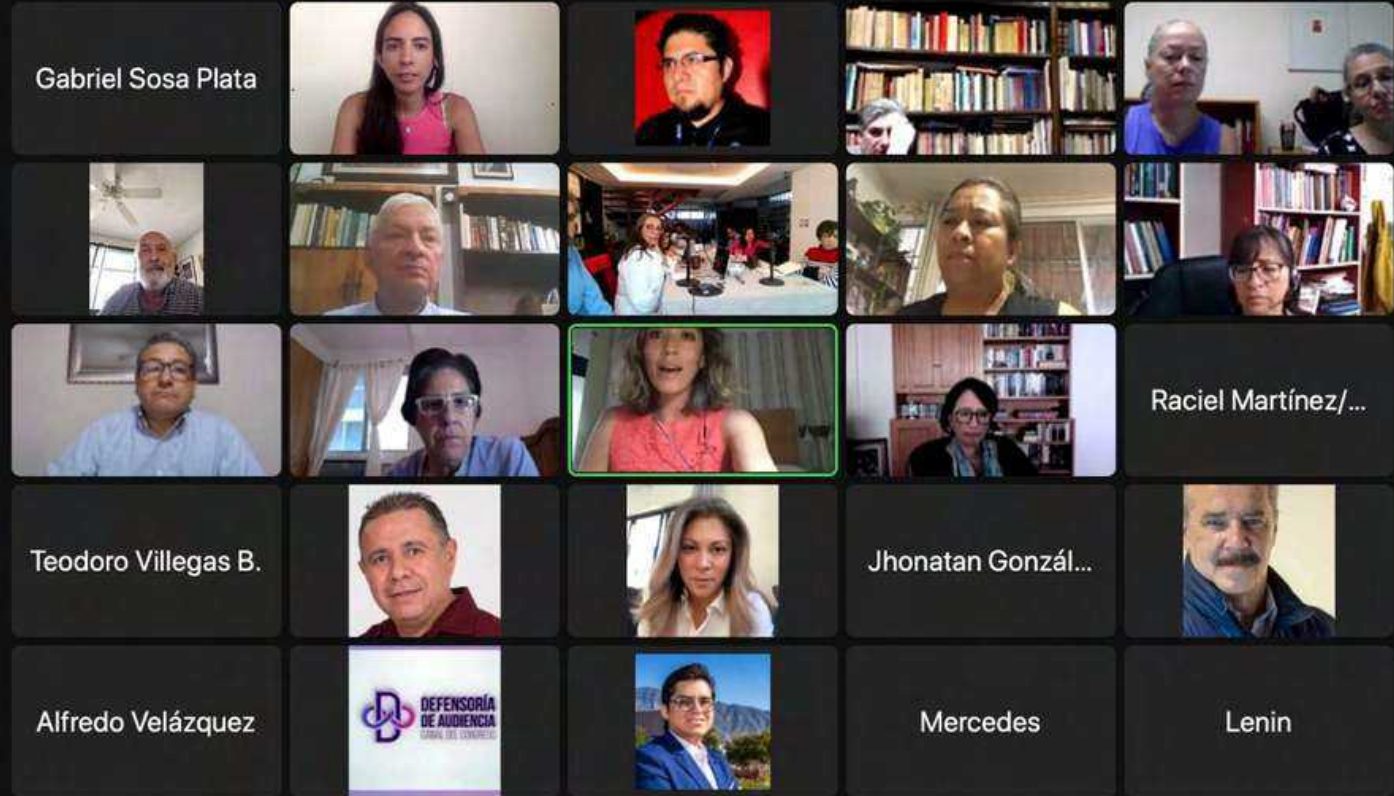 Gabriel Sosa Plata
Raciel Martínez/...
Teodoro Villegas B.
Jhonatan Gonzál...
Alfredo Velázquez
DEFENSORÍA
DE AUDIENCIA
CANAL DEL CONGRESO
Mercedes
Lenin